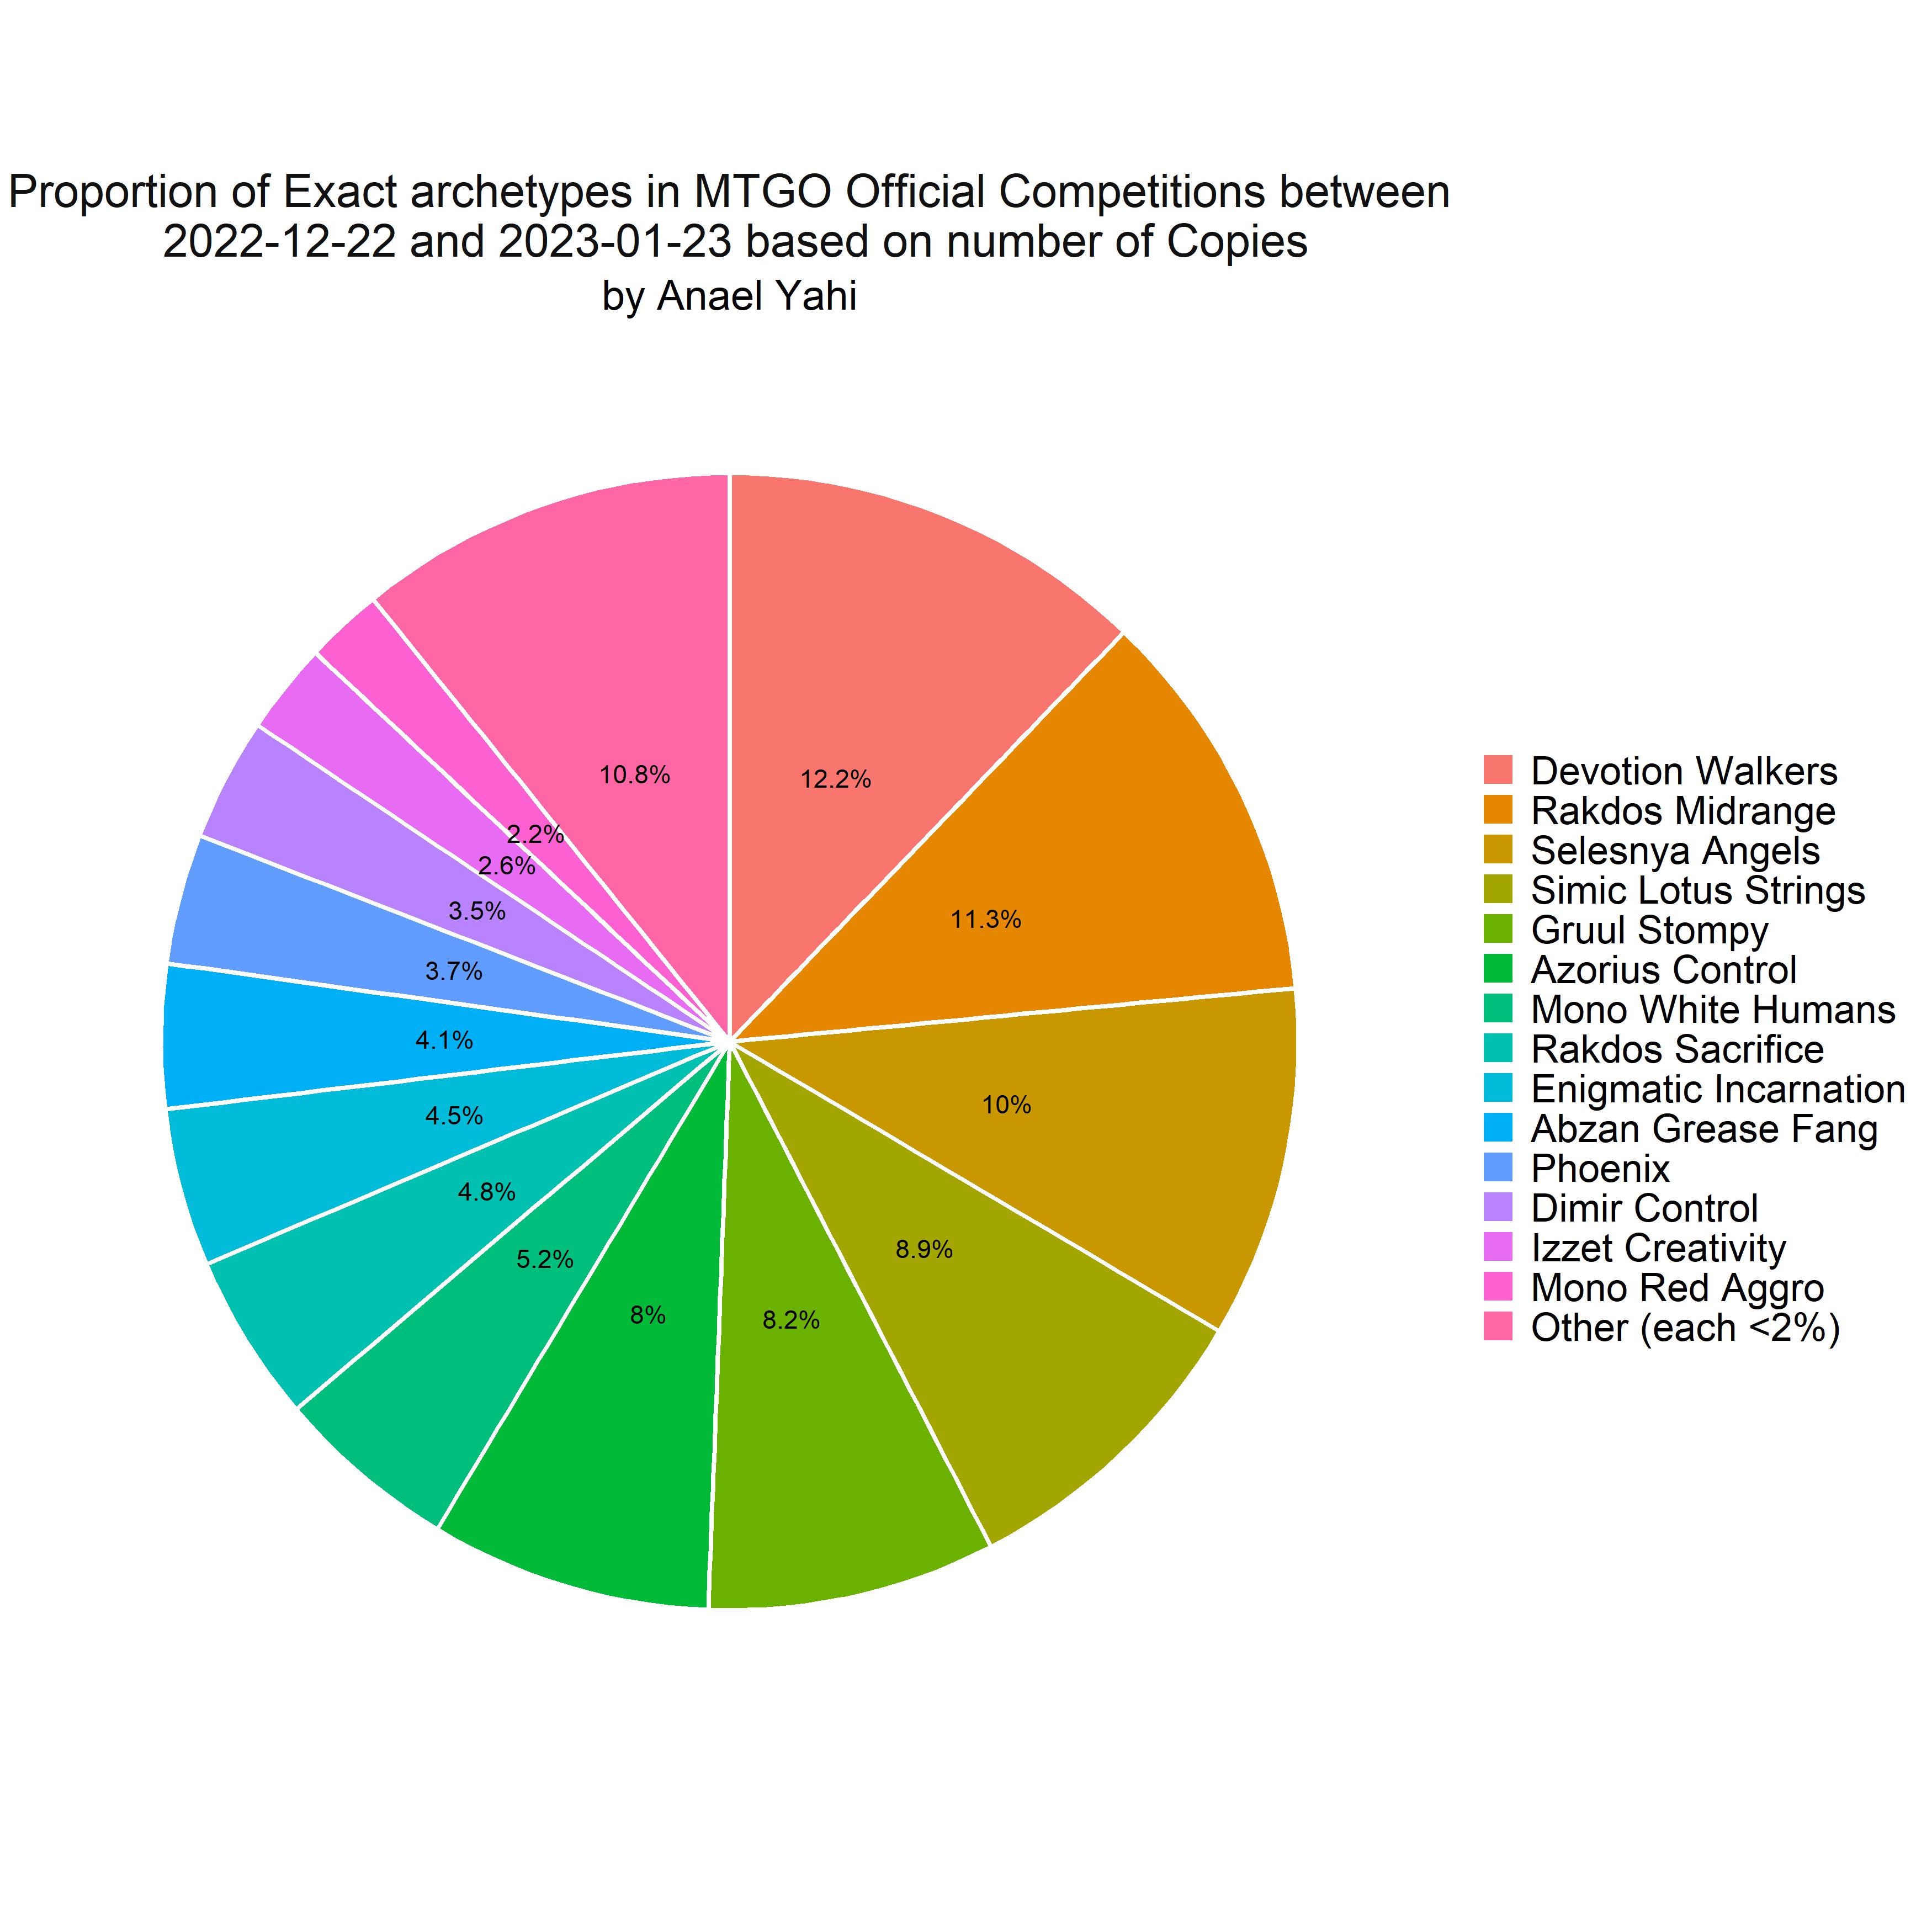 Proportion of Exact archetypes in MTGO Official Competitions between
2022-12-22 and 2023-01-23 based on number of Copies
by Anael Yahi
10.8%
12.2%
2.2%
2.6%
3.5%
11.3%
3.7%
4.1%
10%
4.5%
4.8%
8.9%
5.2%
8%
8.2%
Devotion Walkers
Rakdos Midrange
Selesnya Angels
Simic Lotus Strings
Gruul Stompy
Azorius Control
Mono White Humans
Rakdos Sacrifice
Enigmatic Incarnation
Abzan Grease Fang
Phoenix
Dimir Control
Izzet Creativity
Mono Red Aggro
Other (each <2%)